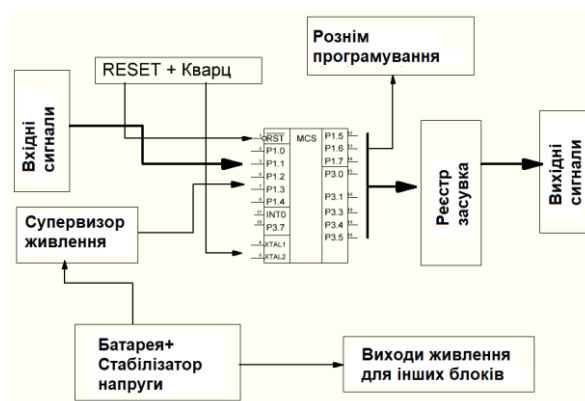 Рознім
програмування
RESET + Кварц
Вхідні
сигнали
RST
MCS
P1.0
P1.1
P1.2
P1.3
P1.4
INT0
P3.7
XTAL1
XTAL2
P1.5
P1.6
P1.7
P3.0
P3.1
P3.3
P3.4
P3.5
Реєстр
засувка
Вихідні
сигнали
Супервизор
живлення
Батарея+
Стабілізатор
напруги
Виходи живлення
для інших блоків